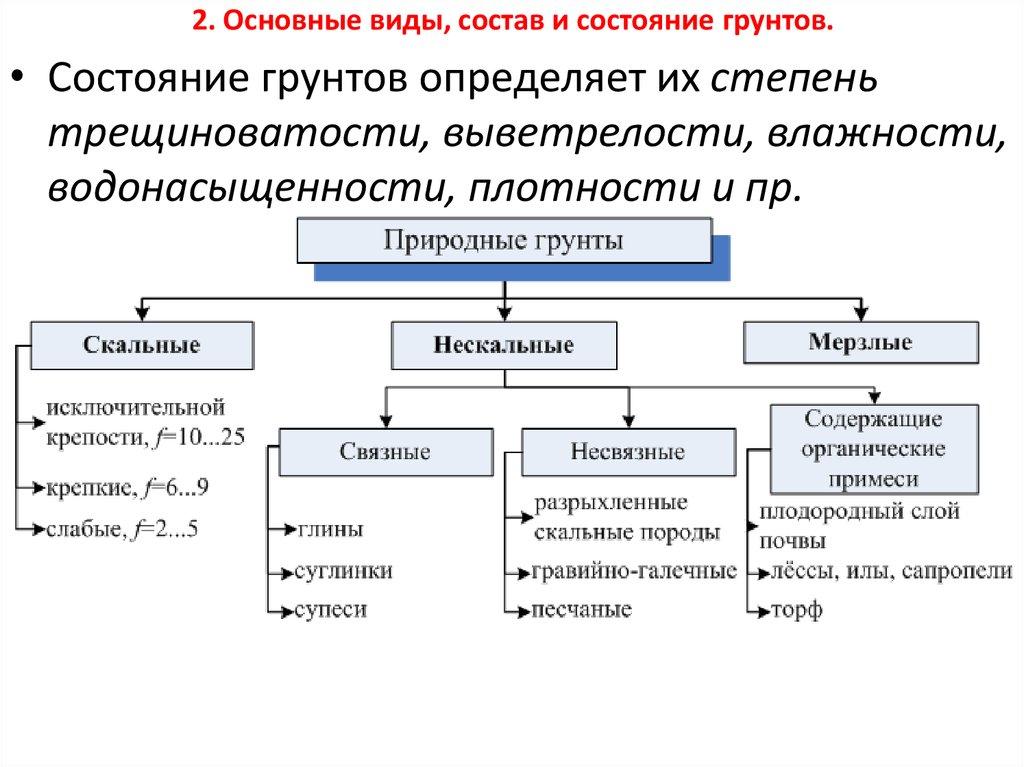 2. Основные виды, состав и состояние грунтов.
• Состояние грунтов определяет их степень
трещиноватости, выветрелости, влажности,
водонасыщенности, плотности и пр.
Природные грунты
Скальные
исключительной
крепости, f=10...25
крепкие, f=6...9
слабые, f=2...5
Нескальные
Связные
глины
суглинки
супеси
Несвязные
разрыхленные
скальные породы
гравийно-галечные
песчаные
Содержащие
органические
примеси
плодородный слой
почвы
лёссы, илы, сапропели
торф
Мерзлые